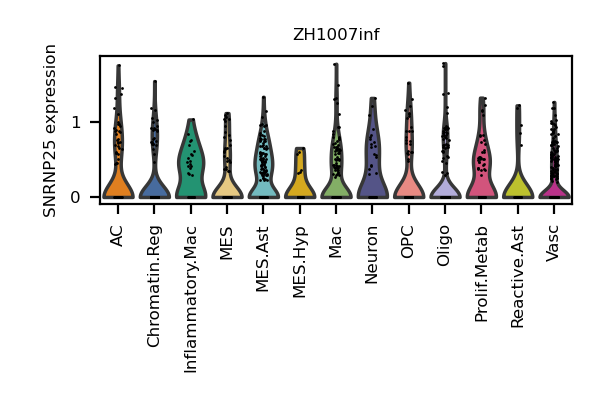 ZH1007inf
SNRNP25 expression
1
0
AC
Chromatin.Reg
Inflammatory.Mac
MES
MES.Ast
MES.Hyp
Mac
Neuron
OPC
Oligo
Prolif.Metab
Reactive.Ast
Vasc